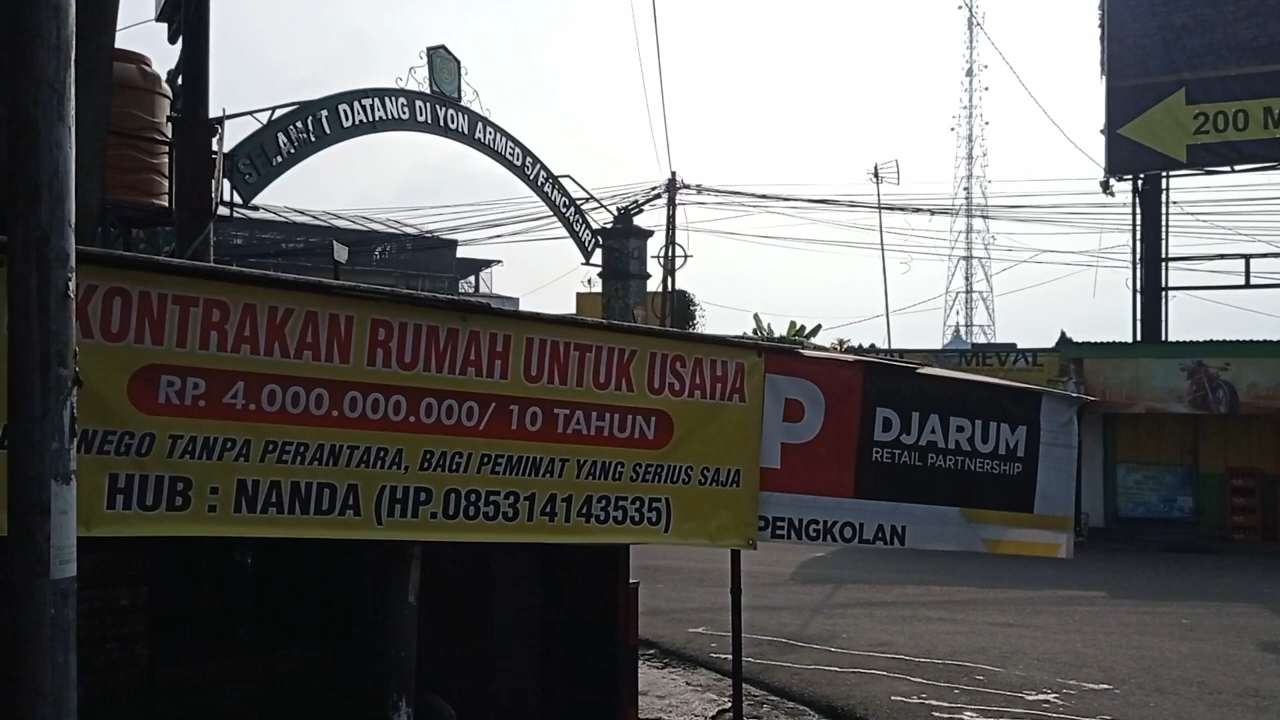 SELAMAT DATANG DI YON ARMED 5/PANCAGIRI
200 M
KONTRAKAN RUMAH UNTUK USAHA
RP. 4.000.000.000/ 10 TAHUN
NEGO TANPA PERANTARA, BAGI PEMINAT YANG SERIUS SAJA
HUB : NANDA (HP.085314143535)
P
DJARUM
RETAIL PARTNERSHIP
PENGKOLAN
MEVAL